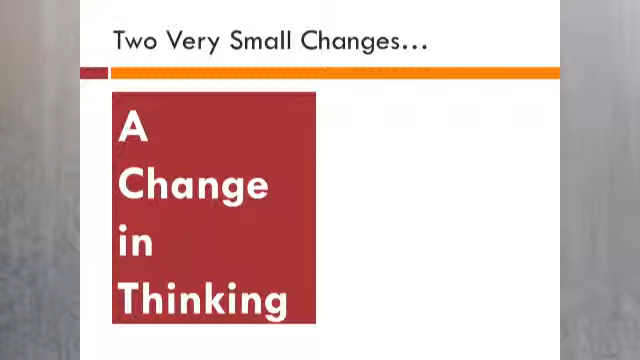 Two Very Small Changes…
A
Change
in
Thinking